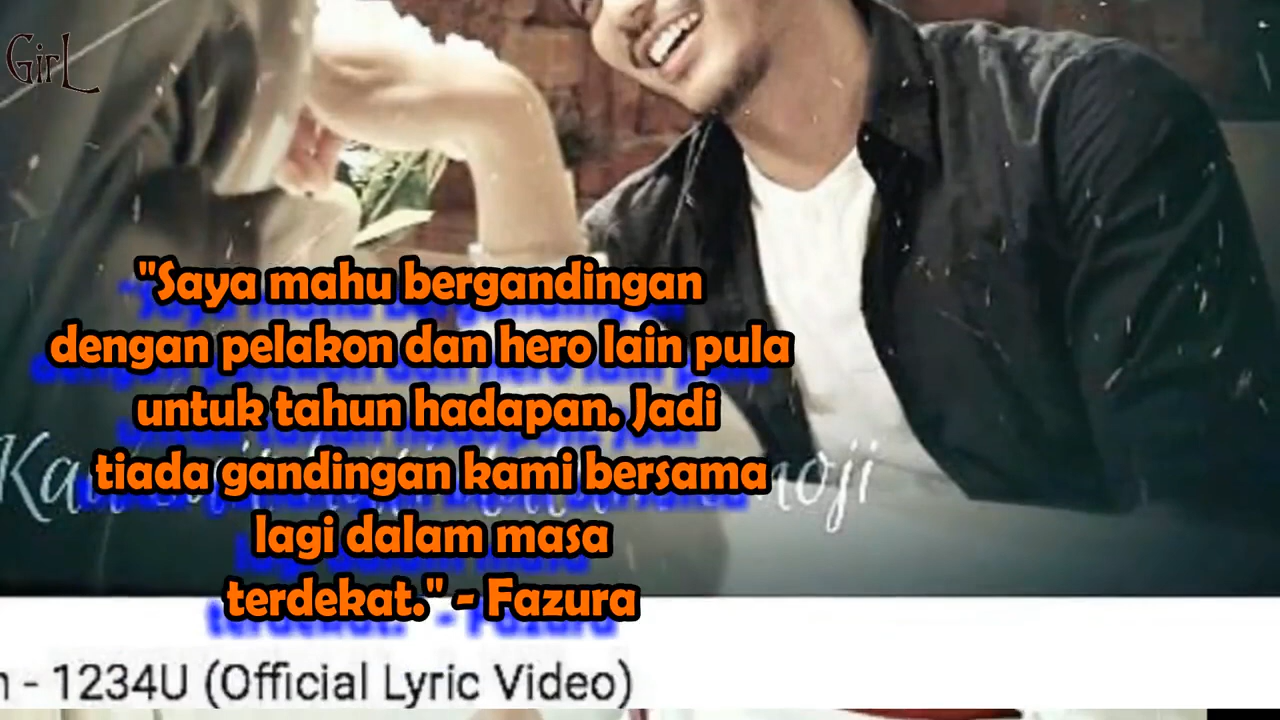 GirL
"Saya mahu bergandingan
dengan pelakon dan hero lain pula
untuk tahun hadapan. Jadi
tiada gandingan kami bersama
lagi dalam masa
terdekat." - Fazura
- 1234U (Official Lyric Video)